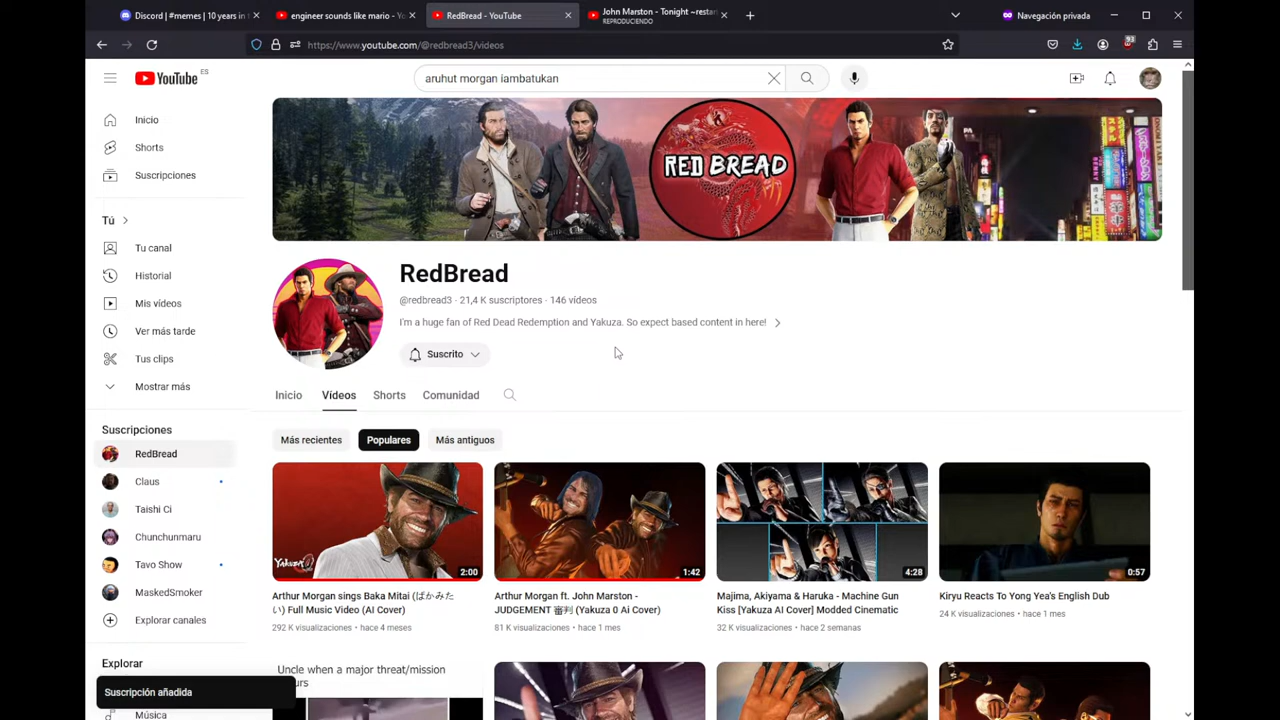 Discord | #memes | 10 years in t
engineer sounds like mario - You
RedBread - YouTube
John Marston - Tonight ~restar
REPRODUCIENDO
Navegación privada
https://www.youtube.com/@redbread3/videos
93
YouTube ES
aruhut morgan iambatukan
Inicio
Shorts
Suscripciones
Tú
Tu canal
Historial
Mis vídeos
Ver más tarde
Tus clips
Mostrar más
Suscripciones
RedBread
Claus
Taishi Ci
Chunchunmaru
Tavo Show
MaskedSmoker
Explorar canales
Explorar
Música
Suscripción añadida
RED BREAD
RedBread
@redbread3 · 21,4 K suscriptores · 146 vídeos
I'm a huge fan of Red Dead Redemption and Yakuza. So expect based content in here!
Suscrito
Inicio
Vídeos
Shorts
Comunidad
Más recientes
Populares
Más antiguos
Yakuza 0
2:00
1:42
4:28
0:57
Arthur Morgan sings Baka Mitai (ばかみた
い) Full Music Video (AI Cover)
292 K visualizaciones · hace 4 meses
Arthur Morgan ft. John Marston -
JUDGEMENT 審判 (Yakuza 0 Ai Cover)
81 K visualizaciones · hace 1 mes
Majima, Akiyama & Haruka - Machine Gun
Kiss [Yakuza AI Cover] Modded Cinematic
32 K visualizaciones · hace 2 semanas
Kiryu Reacts To Yong Yea's English Dub
24 K visualizaciones · hace 1 mes
Uncle when a major threat/mission
urs